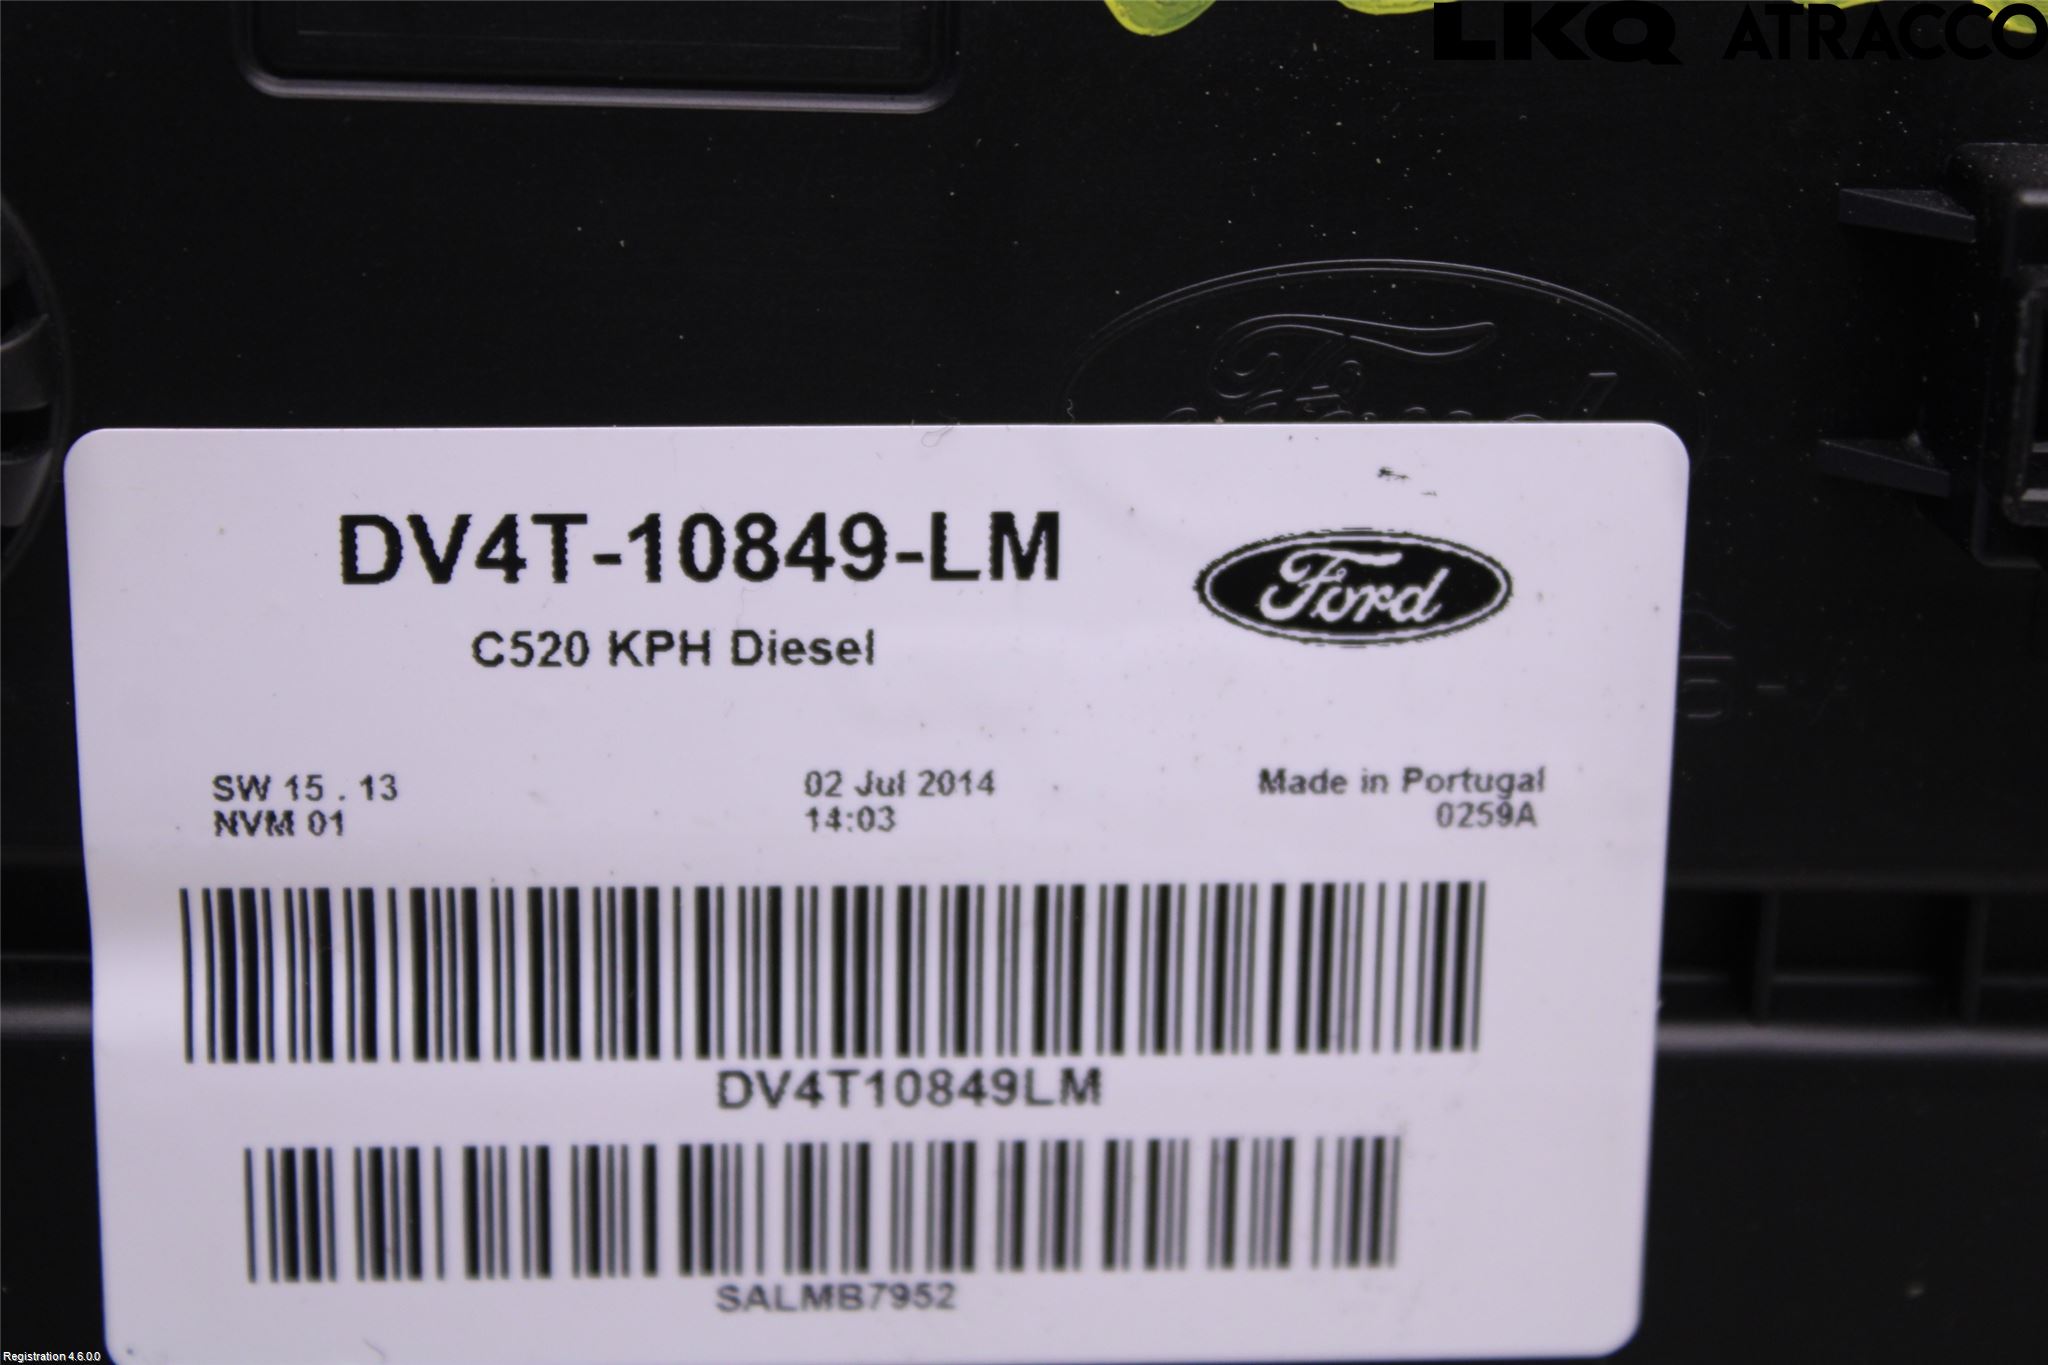 LKQ ATRACCO
Ford
DV4T-10849-LM
Ford
C520 KPH Diesel
SW 15 . 13
02 Jul 2014
Made in Portugal
NVM 01
14:03
0259A
DV4T10849LM
SALMB7952
Registration 4.6.0.0